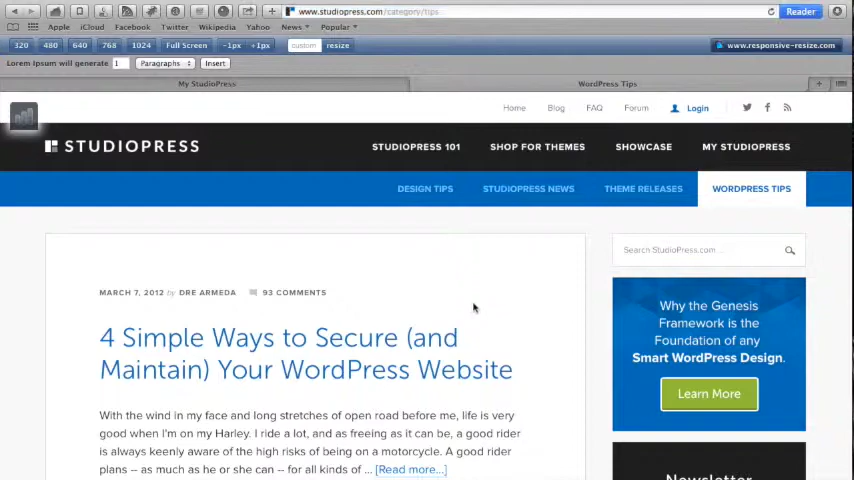 www.studiopress.com/category/tips
Reader
Apple iCloud Facebook Twitter Wikipedia Yahoo News Popular
320 480 640 768 1024 Full Screen -1px +1px custom resize www.responsive-resize.com
Lorem Ipsum will generate 1 Paragraphs Insert
My StudioPress WordPress Tips
Home Blog FAQ Forum Login
STUDIOPRESS STUDIOPRESS 101 SHOP FOR THEMES SHOWCASE MY STUDIOPRESS
DESIGN TIPS STUDIOPRESS NEWS THEME RELEASES WORDPRESS TIPS
Search StudioPress.com ...
MARCH 7, 2012 by DRE ARMEDA 93 COMMENTS
4 Simple Ways to Secure (and
Maintain) Your WordPress Website
With the wind in my face and long stretches of open road before me, life is very
good when I'm on my Harley. I ride a lot, and as freeing as it can be, a good rider
is always keenly aware of the high risks of being on a motorcycle. A good rider
plans -- as much as he or she can -- for all kinds of ... [Read more...]
Why the Genesis
Framework is the
Foundation of any
Smart WordPress Design.
Learn More
Newsletter